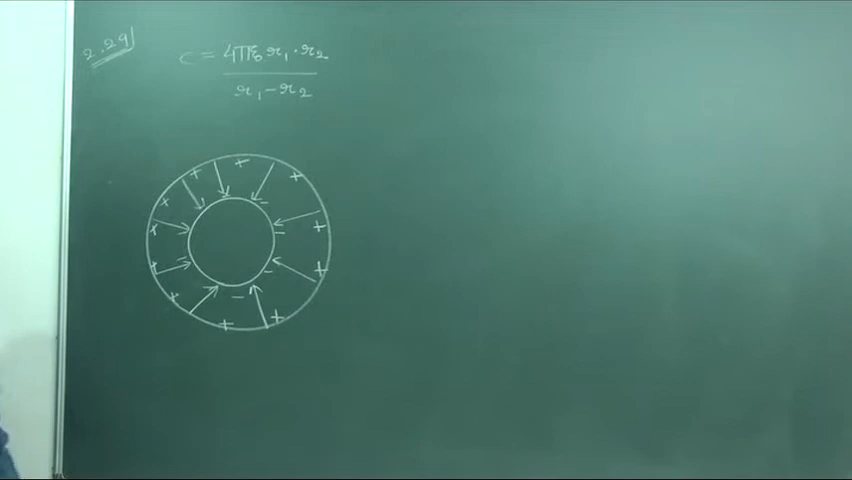 2.29
C = 4πε₀ r₁ · r₂
r₁ - r₂
+ + + + + + + + + + +
- - - - -